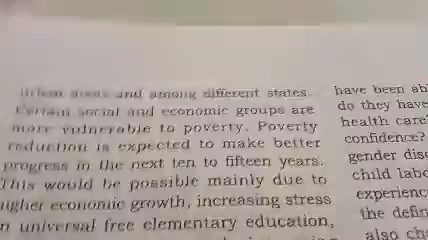 urban areas and among different states.
Certain social and economic groups are
more vulnerable to poverty. Poverty
reduction is expected to make better
progress in the next ten to fifteen years.
This would be possible mainly due to
higher economic growth, increasing stress
n universal free elementary education,
have been ab
do they have
health care
confidence?
gender disc
child labo
experienc
the defin
also ch